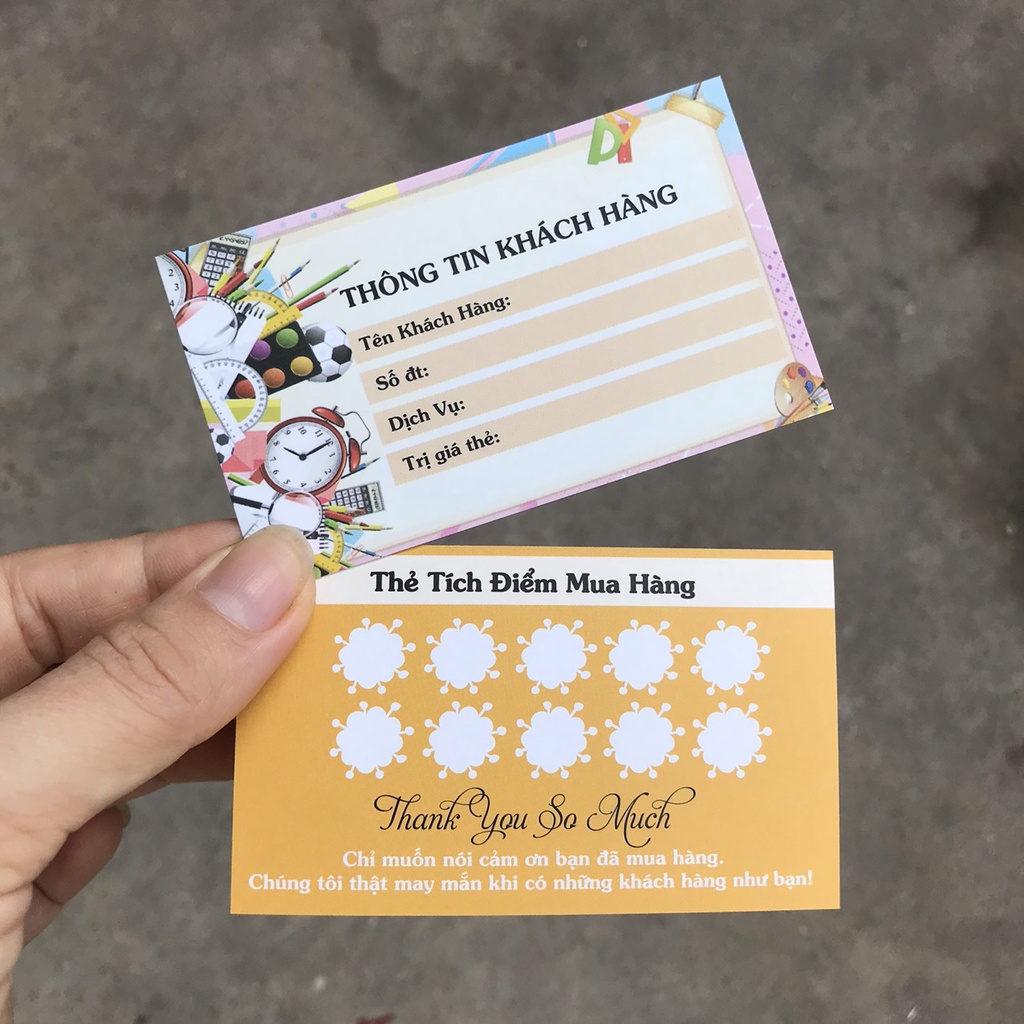 THÔNG TIN KHÁCH HÀNG
Tên Khách Hàng:
Số đt:
Dịch Vụ:
Trị giá thẻ:
Thẻ Tích Điểm Mua Hàng
Thank You So Much
Chỉ muốn nói cảm ơn bạn đã mua hàng.
Chúng tôi thật may mắn khi có những khách hàng như bạn!